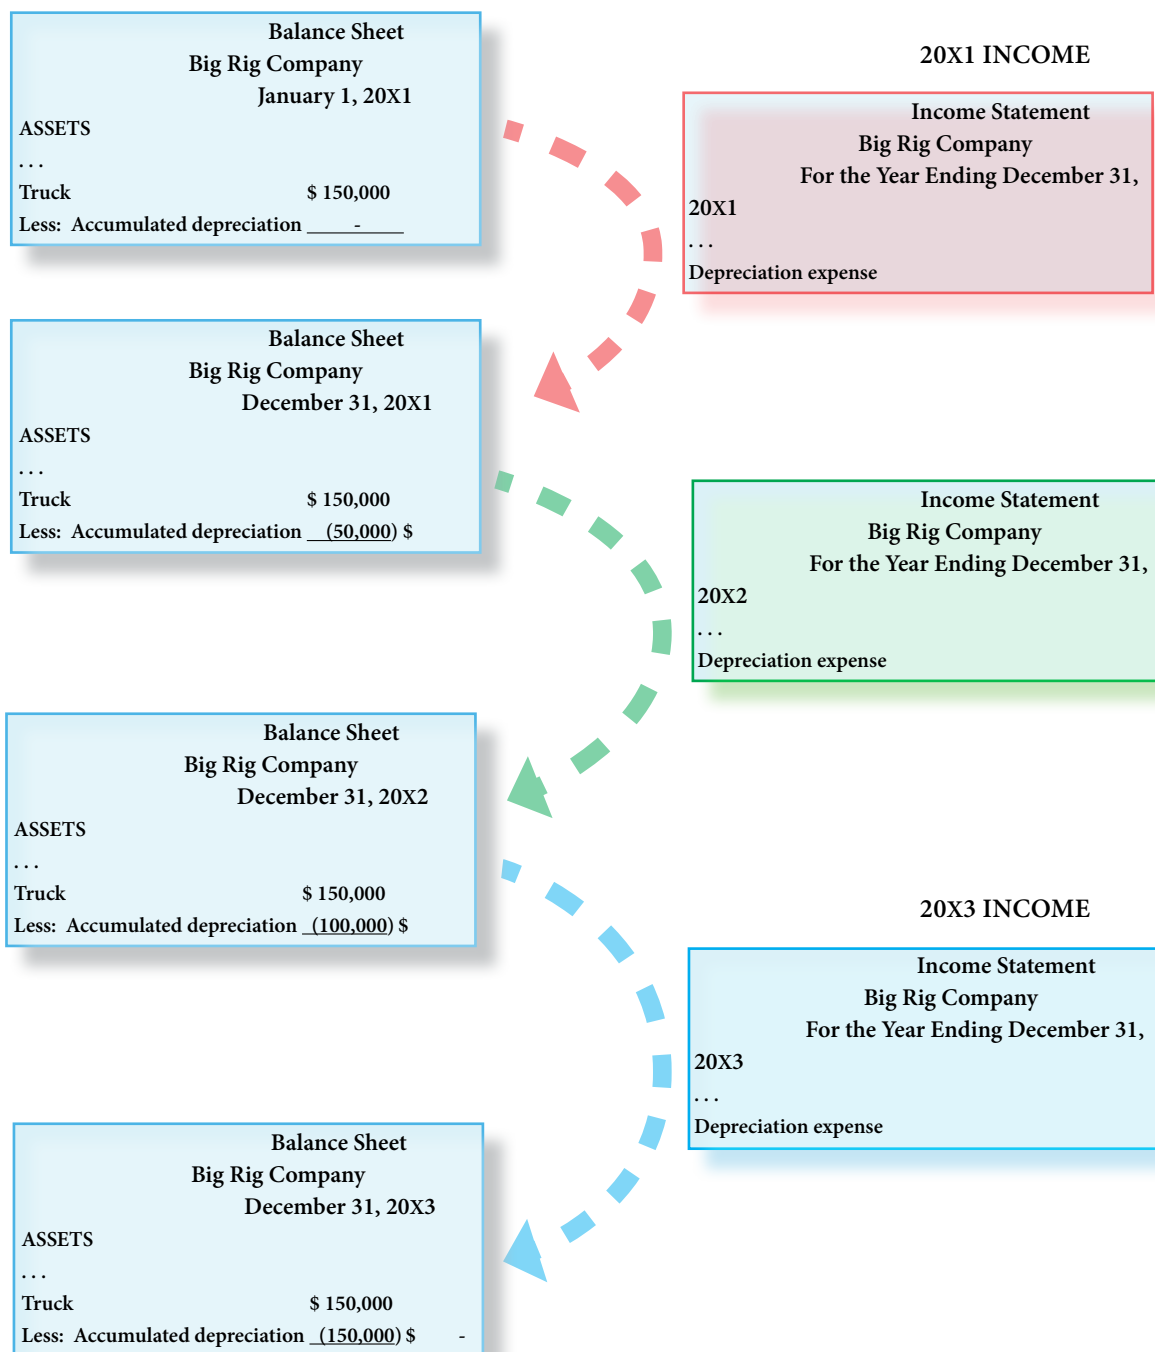 Balance Sheet
Big Rig Company
January 1, 20X1
ASSETS
. . .
Truck $ 150,000
Less: Accumulated depreciation -
20X1 INCOME
Income Statement
Big Rig Company
For the Year Ending December 31,
20X1
. . .
Depreciation expense
Balance Sheet
Big Rig Company
December 31, 20X1
ASSETS
. . .
Truck $ 150,000
Less: Accumulated depreciation (50,000) $
Income Statement
Big Rig Company
For the Year Ending December 31,
20X2
. . .
Depreciation expense
Balance Sheet
Big Rig Company
December 31, 20X2
ASSETS
. . .
Truck $ 150,000
Less: Accumulated depreciation (100,000) $
20X3 INCOME
Income Statement
Big Rig Company
For the Year Ending December 31,
20X3
. . .
Depreciation expense
Balance Sheet
Big Rig Company
December 31, 20X3
ASSETS
. . .
Truck $ 150,000
Less: Accumulated depreciation (150,000) $ -